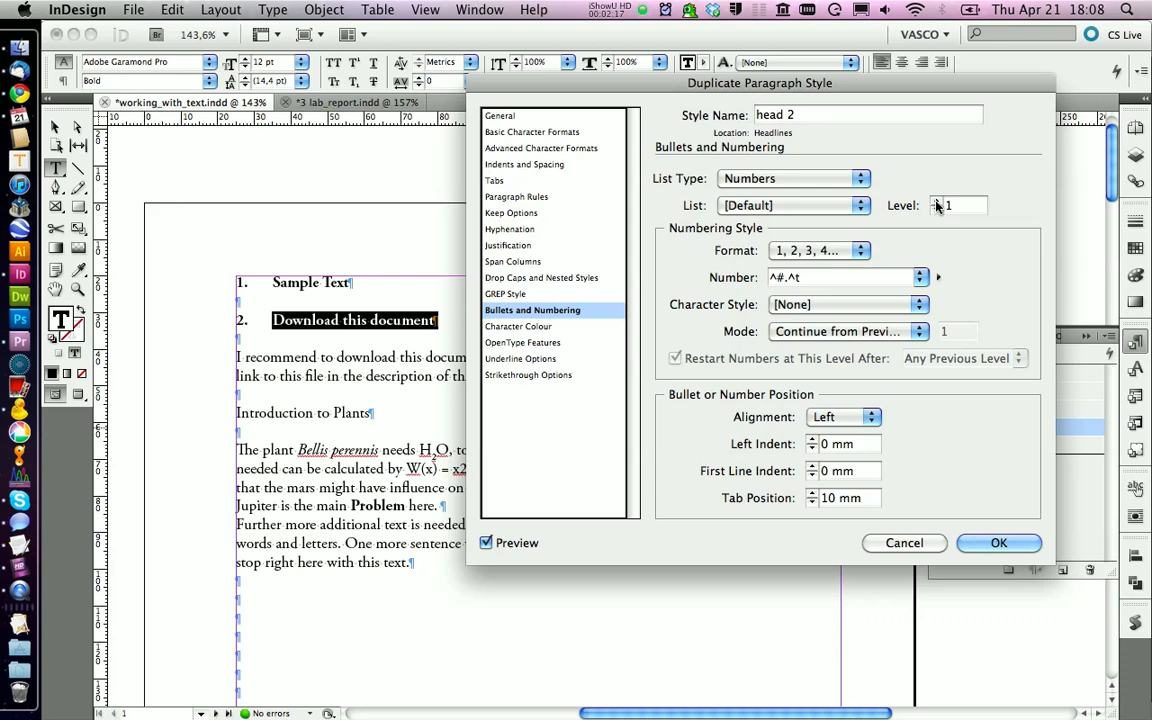 InDesign File Edit Layout Type Object Table View Window Help
iShowU HD
00:02:17
Thu Apr 21 18:08
Br 143,6%
VASCO
CS Live
Adobe Garamond Pro 12 pt Metrics 100% 100% [None]
Bold (14,4 pt) 0
*working_with_text.indd @ 143% *3 lab_report.indd @ 157%
Duplicate Paragraph Style
General
Basic Character Formats
Advanced Character Formats
Indents and Spacing
Tabs
Paragraph Rules
Keep Options
Hyphenation
Justification
Span Columns
Drop Caps and Nested Styles
GREP Style
Bullets and Numbering
Character Colour
OpenType Features
Underline Options
Strikethrough Options
Style Name: head 2
Location: Headlines
Bullets and Numbering
List Type: Numbers
List: [Default] Level: 1
Numbering Style
Format: 1, 2, 3, 4...
Number: ^#.^t
Character Style: [None]
Mode: Continue from Previ... 1
Restart Numbers at This Level After: Any Previous Level
Bullet or Number Position
Alignment: Left
Left Indent: 0 mm
First Line Indent: 0 mm
Tab Position: 10 mm
Preview Cancel OK
1. Sample Text¶
2. Download this document¶
I recommend to download this docum
link to this file in the description of th
Introduction to Plants¶
The plant Bellis perennis needs H2O, to
needed can be calculated by W(x) = x2
that the mars might have influence on
Jupiter is the main Problem here. ¶
Further more additional text is needed
words and letters. One more sentence
stop right here with this text.¶
1 No errors